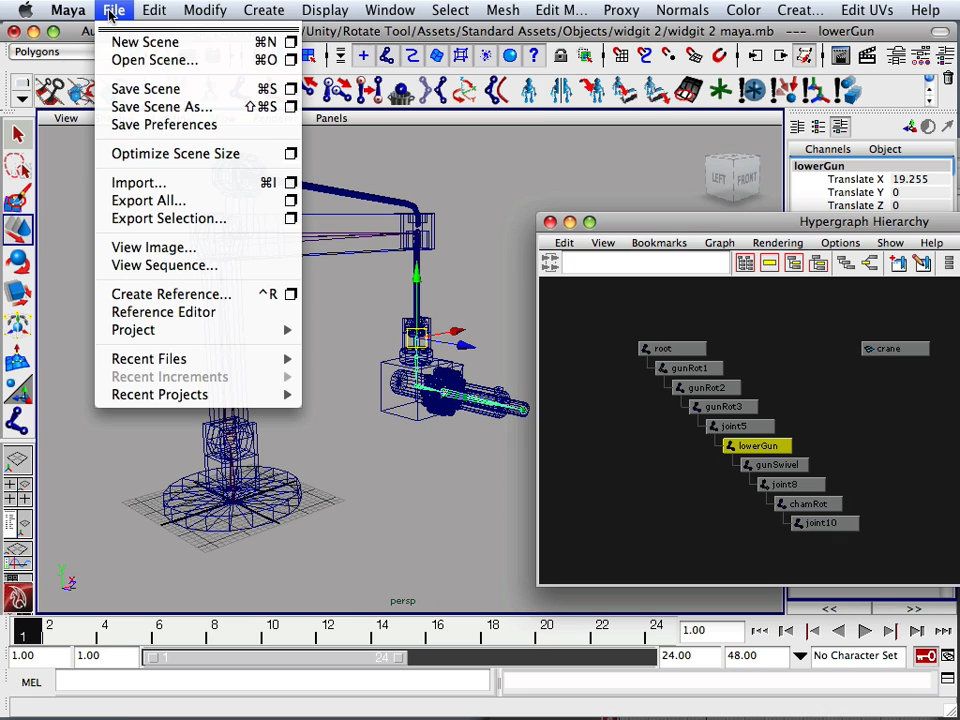 Maya File Edit Modify Create Display Window Select Mesh Edit M... Proxy Normals Color Creat... Edit UVs Help
/Unity/Rotate Tool/Assets/Standard Assets/Objects/widgit 2/widgit 2 maya.mb --- lowerGun
Polygons
New Scene ⌘N
Open Scene... ⌘O
Save Scene ⌘S
Save Scene As... ⇧⌘S
Save Preferences
Optimize Scene Size
Import... ⌘I
Export All...
Export Selection...
View Image...
View Sequence...
Create Reference... ^R
Reference Editor
Project
Recent Files
Recent Increments
Recent Projects
View
Panels
LEFT FRONT
Channels Object
lowerGun
Translate X 19.255
Translate Y 0
Translate Z 0
Hypergraph Hierarchy
Edit View Bookmarks Graph Rendering Options Show Help
root
crane
gunRot1
gunRot2
gunRot3
joint5
lowerGun
gunSwivel
joint8
chamRot
joint10
y
z
persp
<< >>
1 2 4 6 8 10 12 14 16 18 20 22 24 1.00
1.00 1.00 1 24 24.00 48.00 No Character Set
MEL